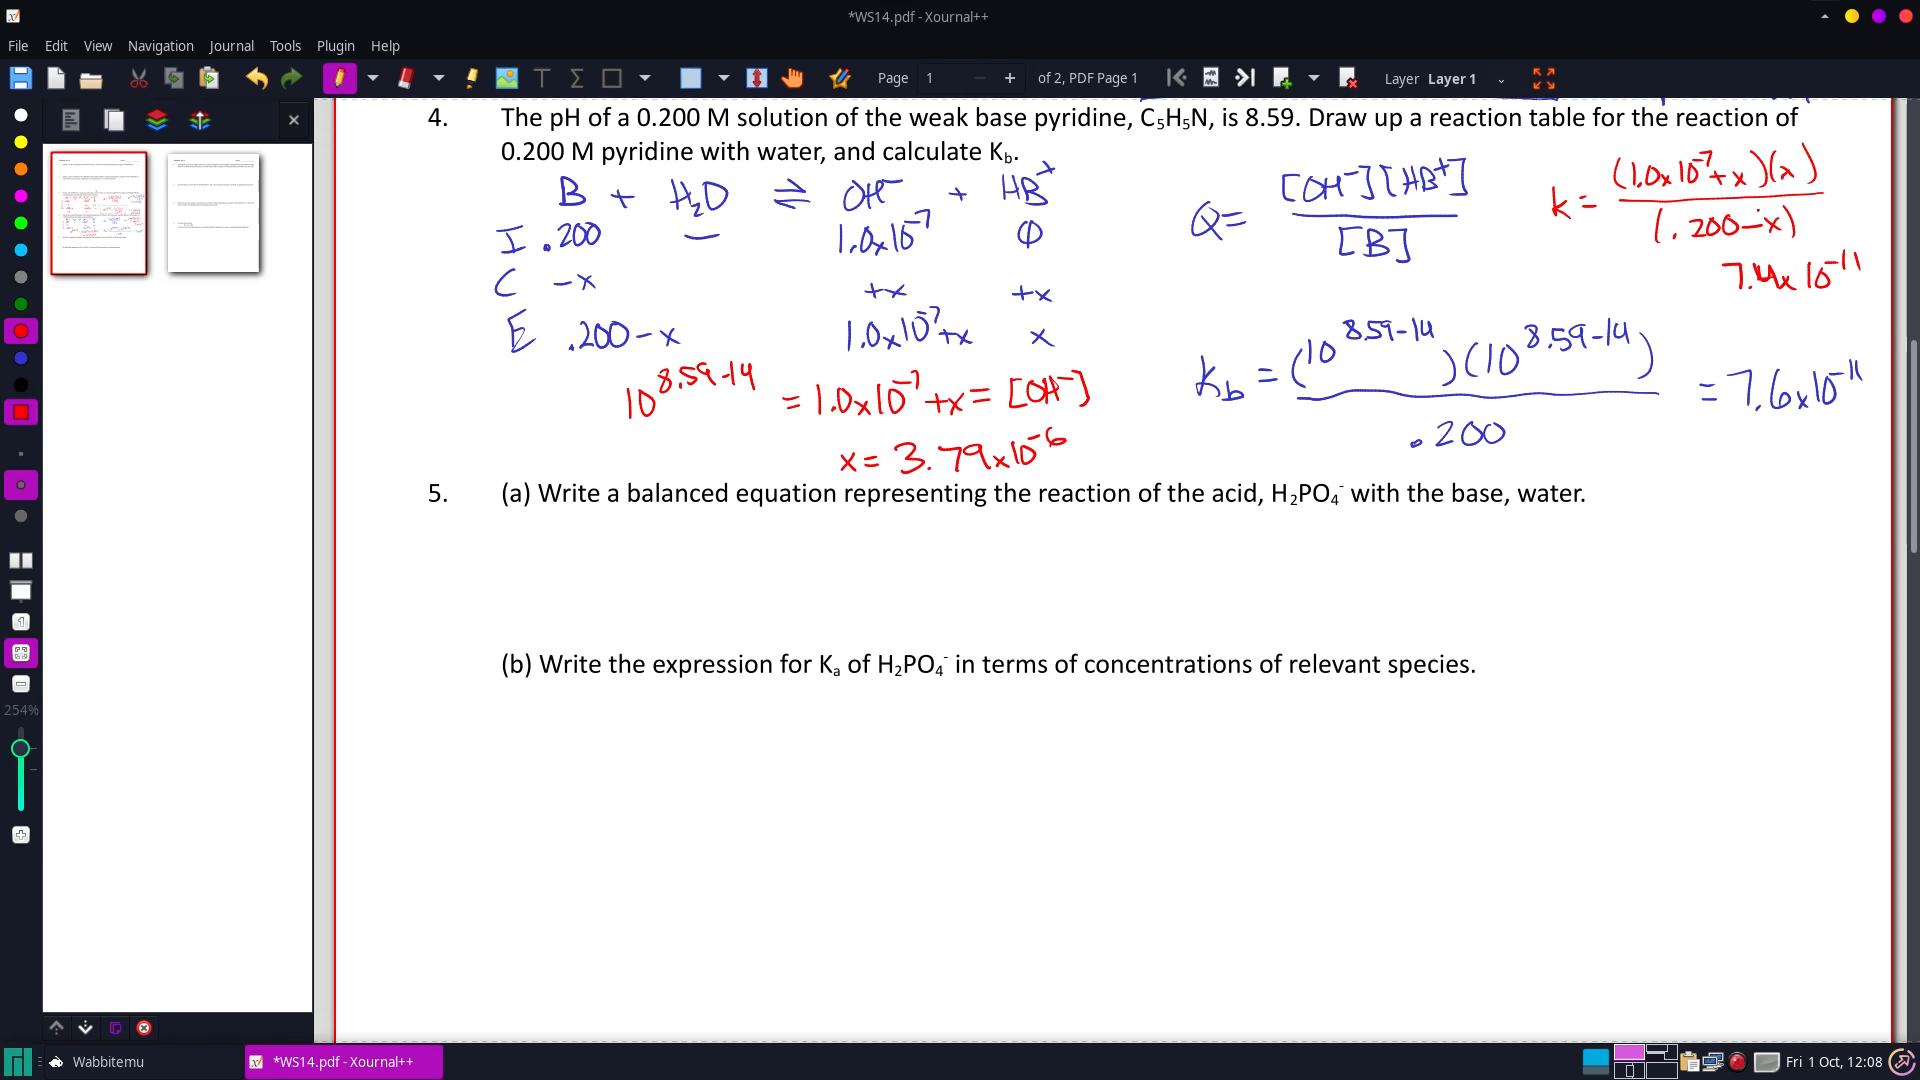 *WS14.pdf - Xournal++
File Edit View Navigation Journal Tools Plugin Help
Page 1 of 2, PDF Page 1 Layer Layer 1
4. The pH of a 0.200 M solution of the weak base pyridine, C₅H₅N, is 8.59. Draw up a reaction table for the reaction of
0.200 M pyridine with water, and calculate K_b.
B + H₂O ⇌ OH⁻ + HB⁺
I .200 — 1.0x10⁻⁷ 0
C -x +x +x
E .200-x 1.0x10⁻⁷+x x
10^(8.59-14) = 1.0x10⁻⁷+x = [OH⁻]
x = 3.79x10⁻⁶
Q = [OH⁻][HB⁺] / [B]
k = (1.0x10⁻⁷+x)(x) / (.200-x)
7.4x10⁻¹¹
K_b = (10^(8.59-14))(10^(8.59-14)) / .200 = 7.6x10⁻¹¹
5. (a) Write a balanced equation representing the reaction of the acid, H₂PO₄⁻ with the base, water.
(b) Write the expression for Kₐ of H₂PO₄⁻ in terms of concentrations of relevant species.
254%
Wabbitemu
*WS14.pdf - Xournal++
Fri 1 Oct, 12:08